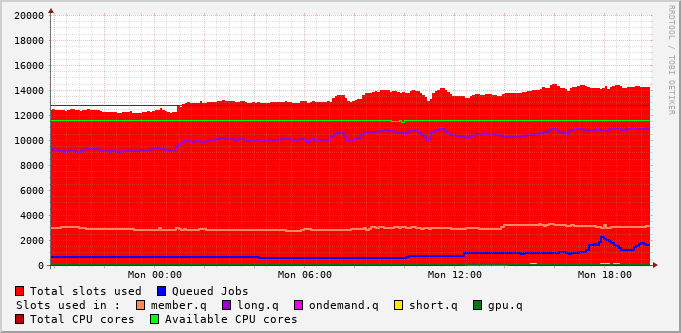 20000
18000
16000
14000
12000
10000
8000
6000
4000
2000
0
Mon 00:00 Mon 06:00 Mon 12:00 Mon 18:00
RRDTOOL / TOBI OETIKER
Total slots used Queued Jobs
Slots used in : member.q long.q ondemand.q short.q gpu.q
Total CPU cores Available CPU cores